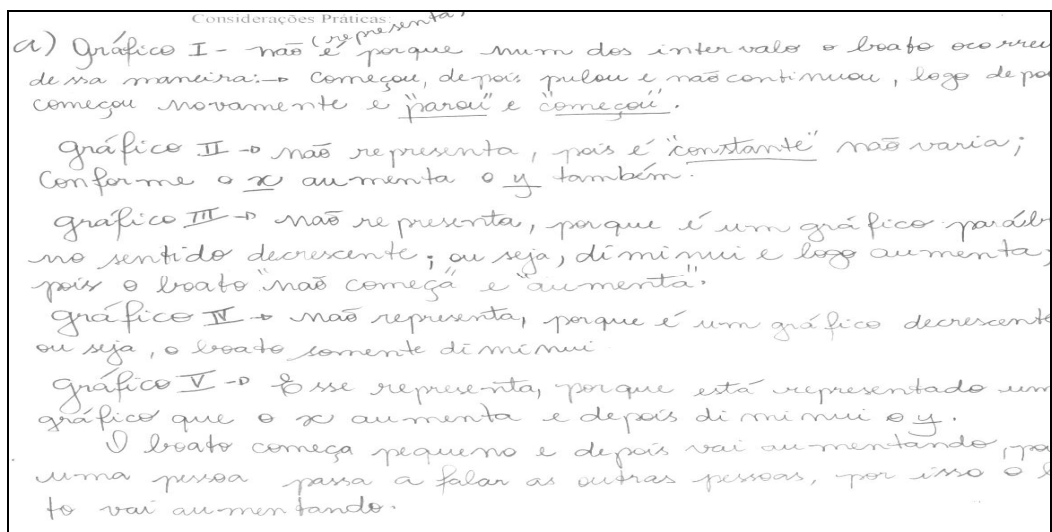 Considerações Práticas:
(representa)
a) Gráfico I - não é porque num dos intervalo o boato ocorreu
dessa maneira: → começou, depois pulou e não continuou, logo depo
começou novamente e "parou" e "começou".
gráfico II → não representa, pois é "constante" não varia;
Conforme o x aumenta o y também.
gráfico III → não representa, porque é um gráfico paráb
no sentido decrescente; ou seja, diminui e logo aumenta;
pois o boato "não começa" e "aumenta".
gráfico IV → não representa, porque é um gráfico decrescente
ou seja, o boato somente diminui
gráfico V → Esse representa, porque está representado um
gráfico que o x aumenta e depois diminui o y.
O boato começa pequeno e depois vai aumentando, po
uma pessoa passa a falar as outras pessoas, por isso o b
to vai aumentando.